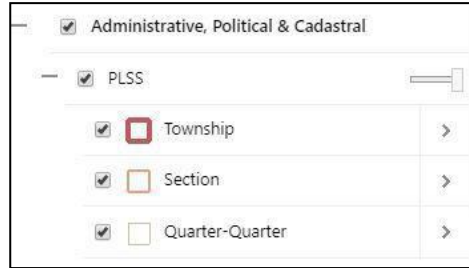 Administrative, Political & Cadastral
PLSS
Township
Section
Quarter-Quarter